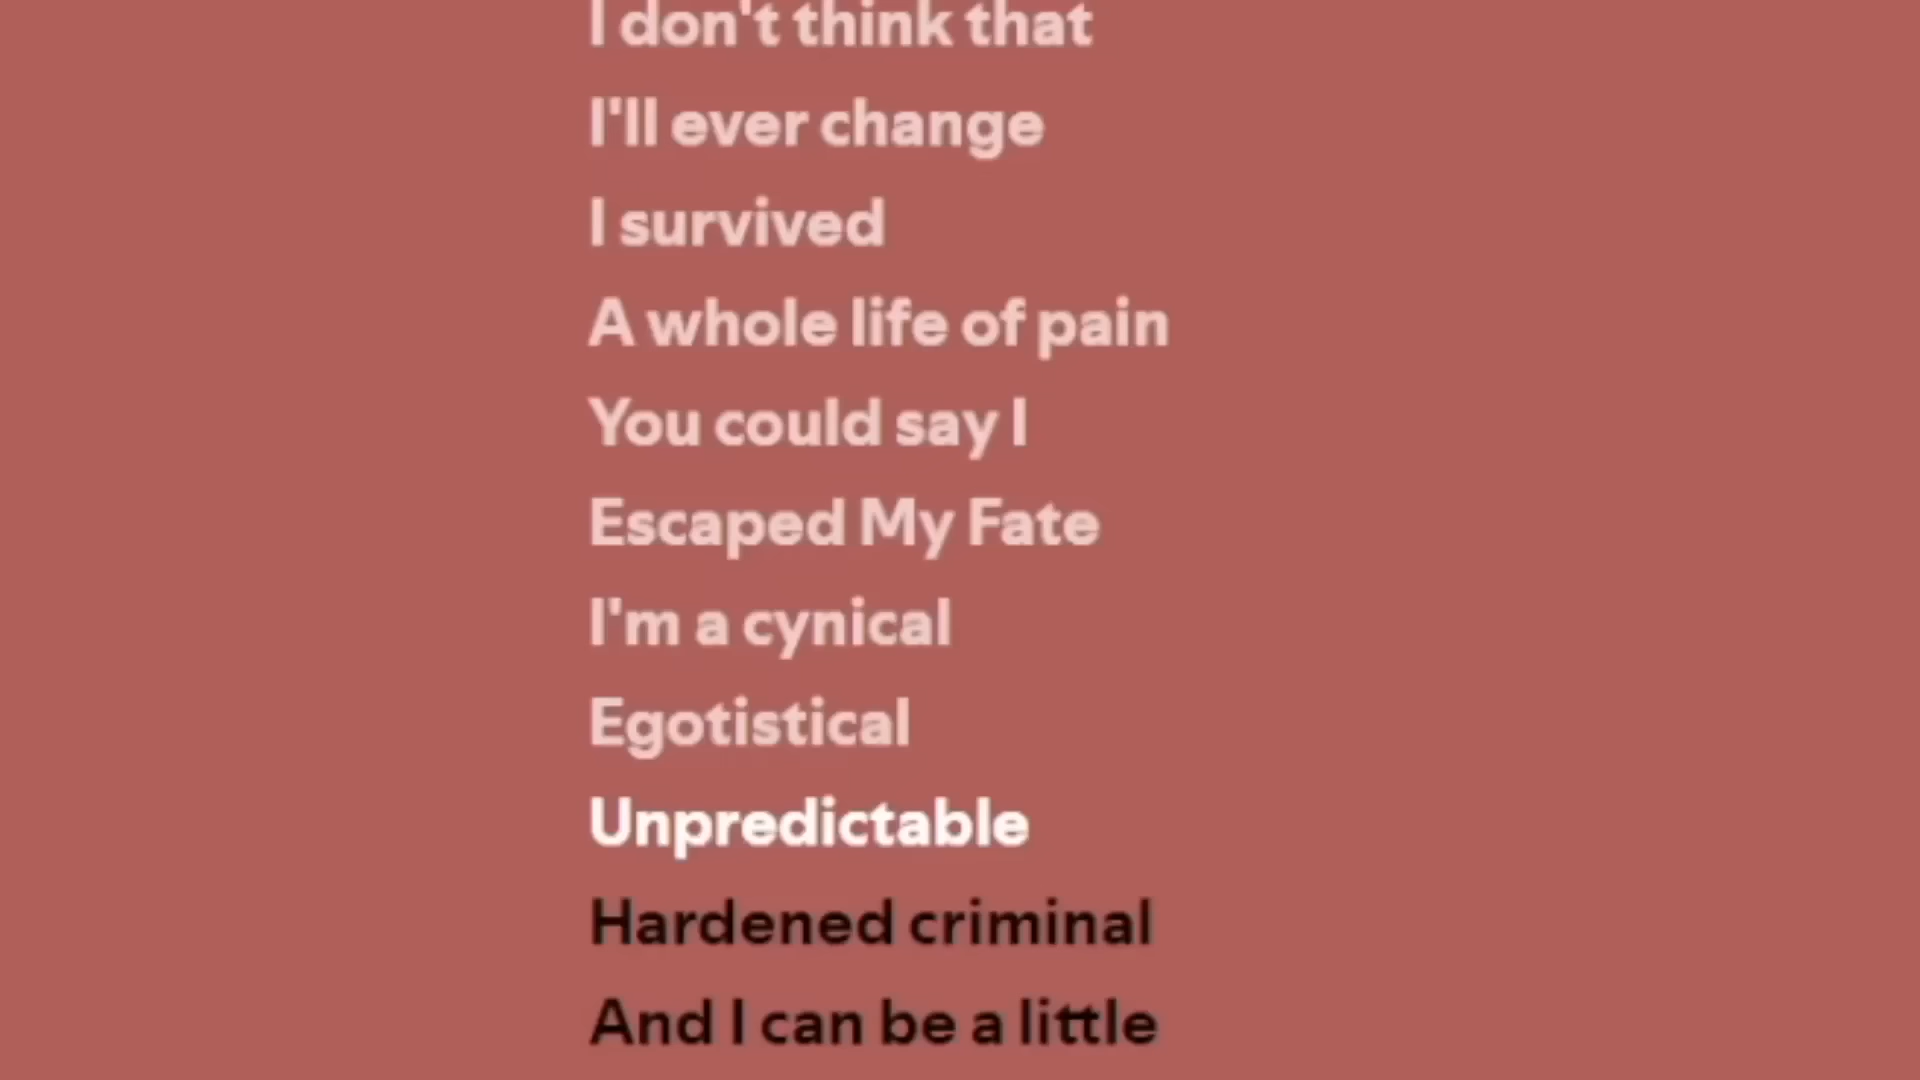 I don't think that
I'll ever change
I survived
A whole life of pain
You could say I
Escaped My Fate
I'm a cynical
Egotistical
Unpredictable
Hardened criminal
And I can be a little